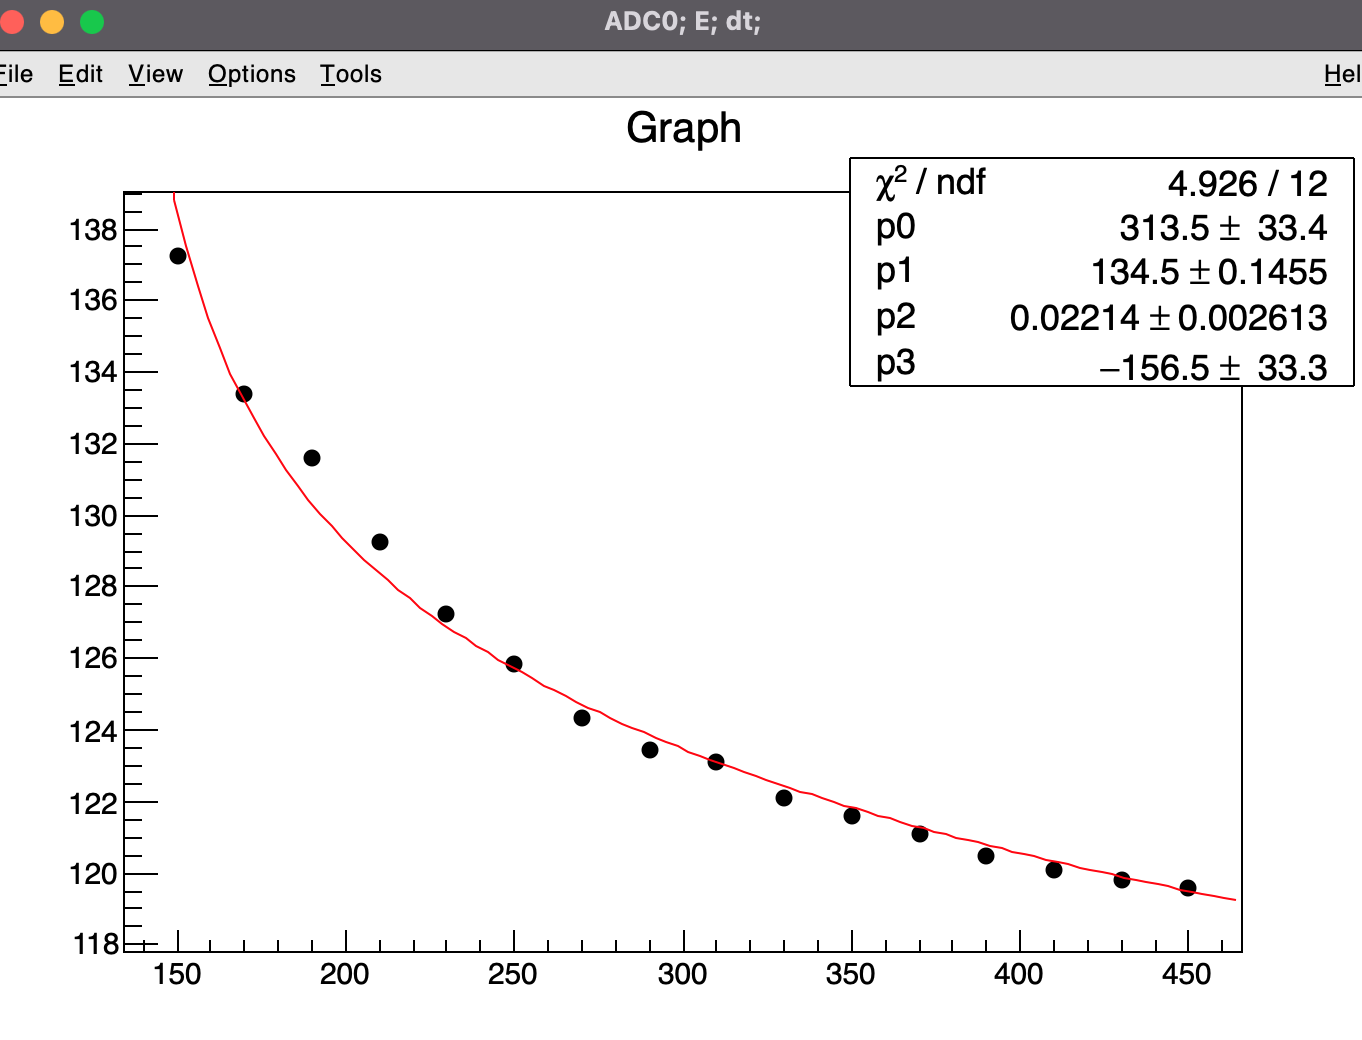 ADC0; E; dt;
File Edit View Options Tools Hel
Graph
χ² / ndf 4.926 / 12
p0 313.5 ± 33.4
p1 134.5 ± 0.1455
p2 0.02214 ± 0.002613
p3 −156.5 ± 33.3
138
136
134
132
130
128
126
124
122
120
118
150 200 250 300 350 400 450